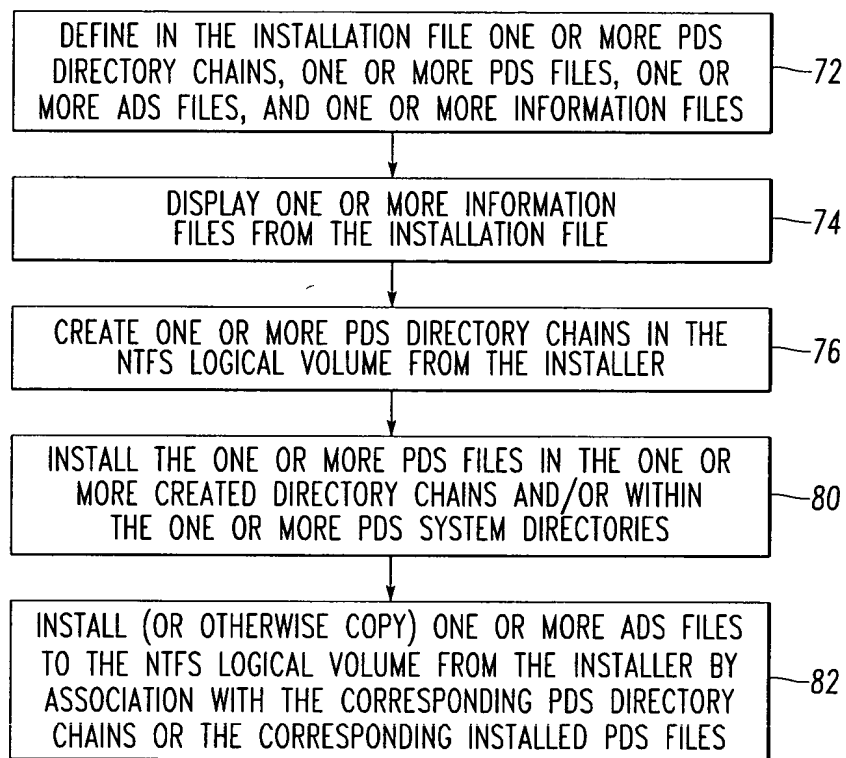 DEFINE IN THE INSTALLATION FILE ONE OR MORE PDS
DIRECTORY CHAINS, ONE OR MORE PDS FILES, ONE OR
MORE ADS FILES, AND ONE OR MORE INFORMATION FILES
72
DISPLAY ONE OR MORE INFORMATION
FILES FROM THE INSTALLATION FILE
74
CREATE ONE OR MORE PDS DIRECTORY CHAINS IN THE
NTFS LOGICAL VOLUME FROM THE INSTALLER
76
INSTALL THE ONE OR MORE PDS FILES IN THE ONE OR
MORE CREATED DIRECTORY CHAINS AND/OR WITHIN
THE ONE OR MORE PDS SYSTEM DIRECTORIES
80
INSTALL (OR OTHERWISE COPY) ONE OR MORE ADS FILES
TO THE NTFS LOGICAL VOLUME FROM THE INSTALLER BY
ASSOCIATION WITH THE CORRESPONDING PDS DIRECTORY
CHAINS OR THE CORRESPONDING INSTALLED PDS FILES
82